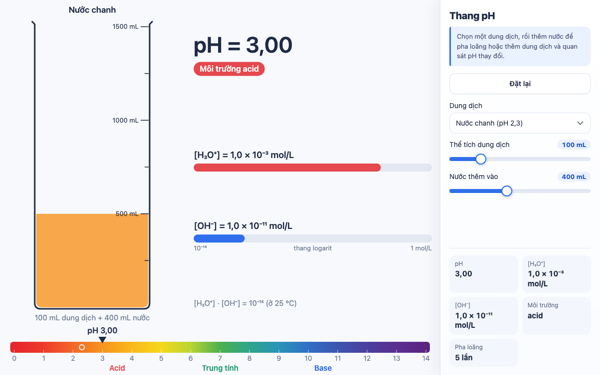 Nước chanh
1500 mL
1000 mL
500 mL
100 mL dung dịch + 400 mL nước
pH = 3,00
Môi trường acid
[H₃O⁺] = 1,0 × 10⁻³ mol/L
[OH⁻] = 1,0 × 10⁻¹¹ mol/L
10⁻¹⁴ thang logarit 1 mol/L
[H₃O⁺] · [OH⁻] = 10⁻¹⁴ (ở 25 °C)
pH 3,00
0 1 2 3 4 5 6 7 8 9 10 11 12 13 14
Acid Trung tính Base
Thang pH
Chọn một dung dịch, rồi thêm nước để
pha loãng hoặc thêm dung dịch và quan
sát pH thay đổi.
Đặt lại
Dung dịch
Nước chanh (pH 2,3)
Thể tích dung dịch 100 mL
Nước thêm vào 400 mL
pH
3,00
[H₃O⁺]
1,0 × 10⁻³
mol/L
[OH⁻]
1,0 × 10⁻¹¹
mol/L
Môi trường
acid
Pha loãng
5 lần